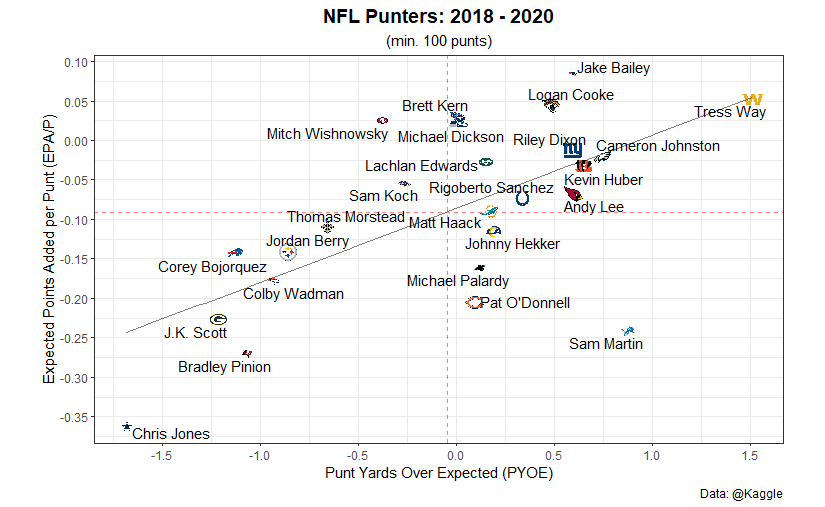 NFL Punters: 2018 - 2020
(min. 100 punts)
Expected Points Added per Punt (EPA/P)
0.10
0.05
0.00
-0.05
-0.10
-0.15
-0.20
-0.25
-0.30
-0.35
Jake Bailey
Logan Cooke
Tress Way
Brett Kern
Mitch Wishnowsky
Michael Dickson
Riley Dixon
Cameron Johnston
Lachlan Edwards
Kevin Huber
Sam Koch
Rigoberto Sanchez
Andy Lee
Thomas Morstead
Matt Haack
Jordan Berry
Johnny Hekker
Corey Bojorquez
Michael Palardy
Colby Wadman
Pat O'Donnell
J.K. Scott
Sam Martin
Bradley Pinion
Chris Jones
-1.5
-1.0
-0.5
0.0
0.5
1.0
1.5
Punt Yards Over Expected (PYOE)
Data: @Kaggle